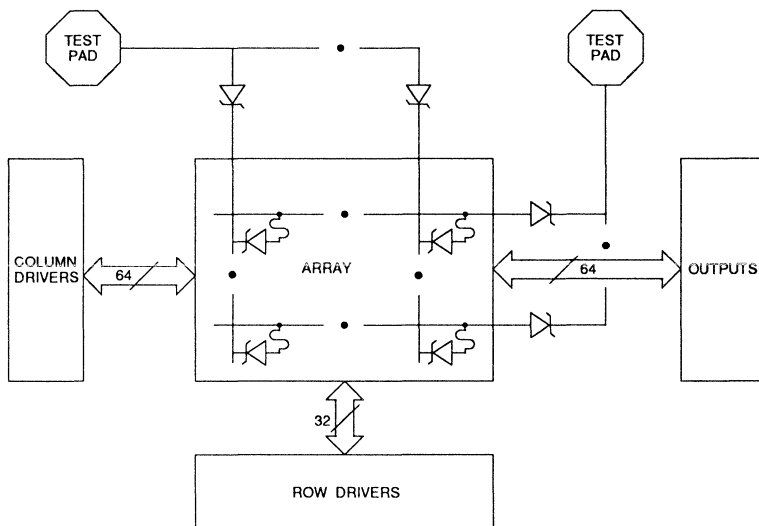 TEST
PAD
TEST
PAD
COLUMN
DRIVERS
64
ARRAY
64
OUTPUTS
32
ROW DRIVERS